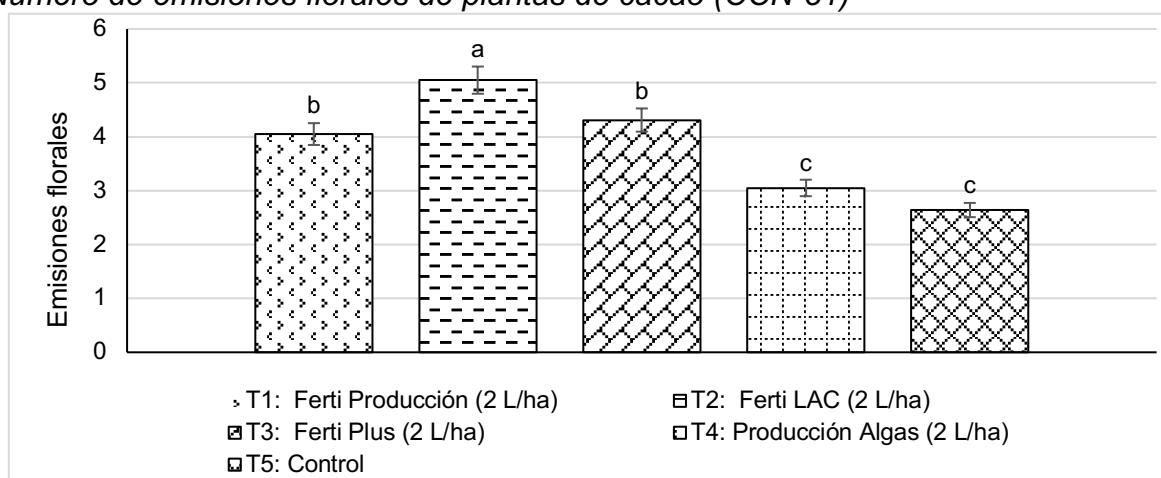 Número de emisiones florales de plantas de cacao (CCN-51)
6
5
4
3
2
1
0
Emisiones florales
b
a
b
c
c
T1: Ferti Producción (2 L/ha)
T2: Ferti LAC (2 L/ha)
T3: Ferti Plus (2 L/ha)
T4: Producción Algas (2 L/ha)
T5: Control